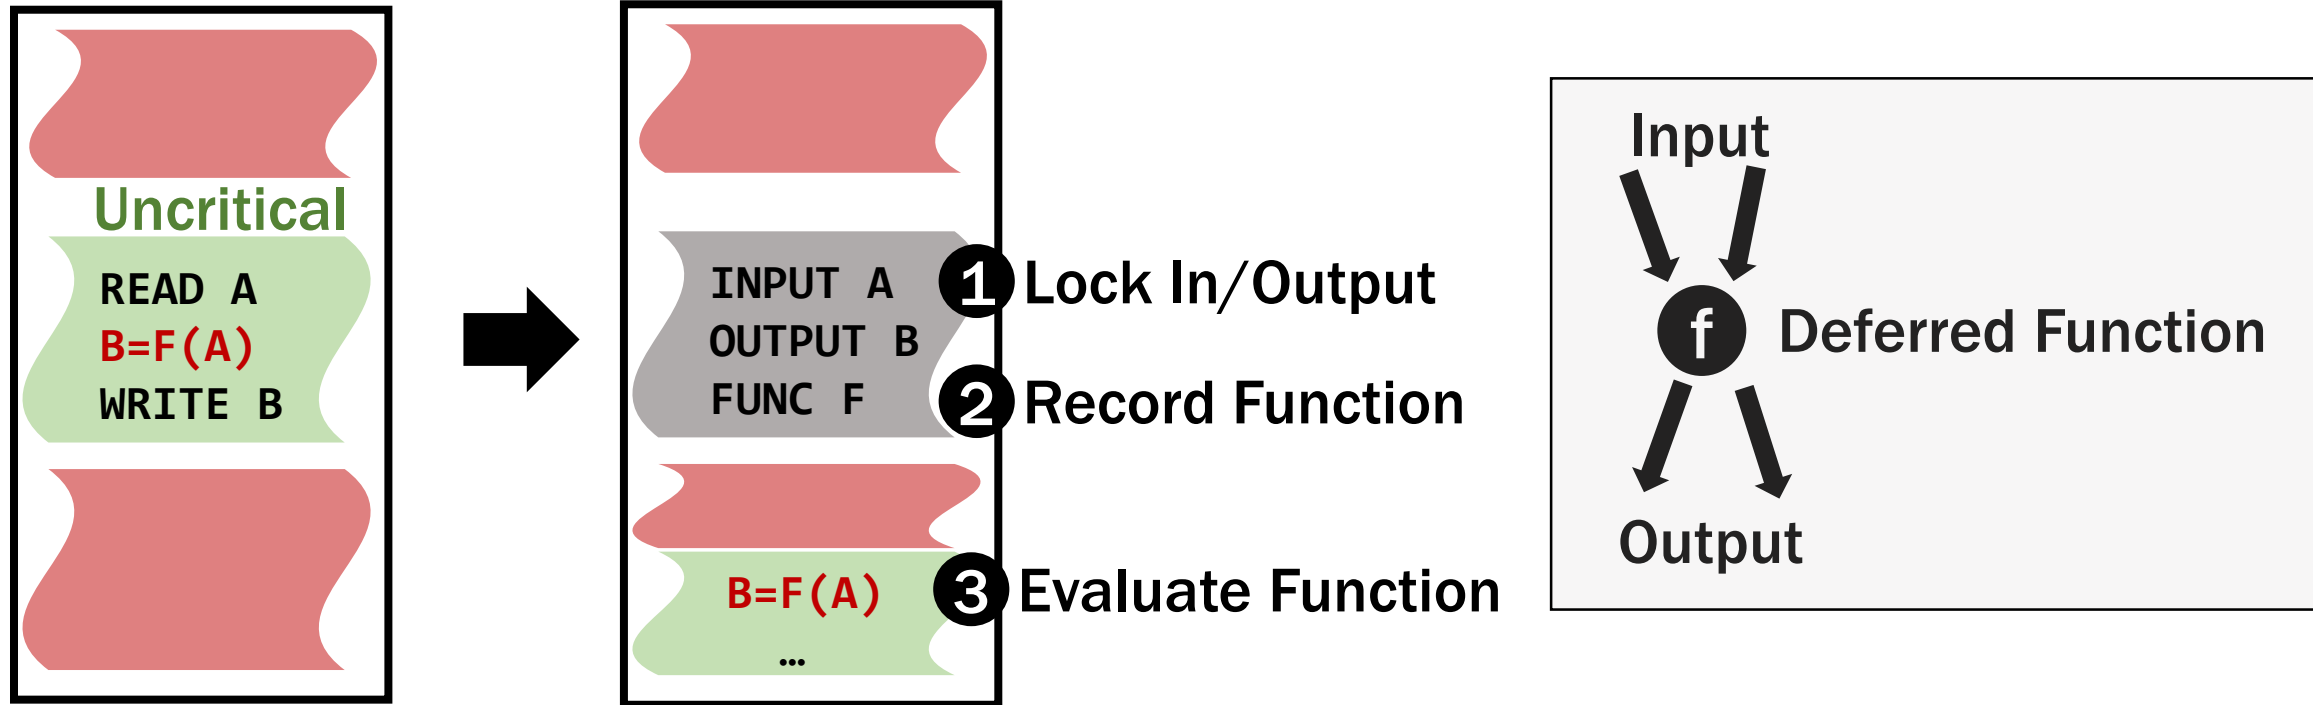 Uncritical
READ A
B=F(A)
WRITE B
INPUT A
OUTPUT B
FUNC F
B=F(A)
…
1 Lock In/Output
2 Record Function
3 Evaluate Function
Input
f Deferred Function
Output